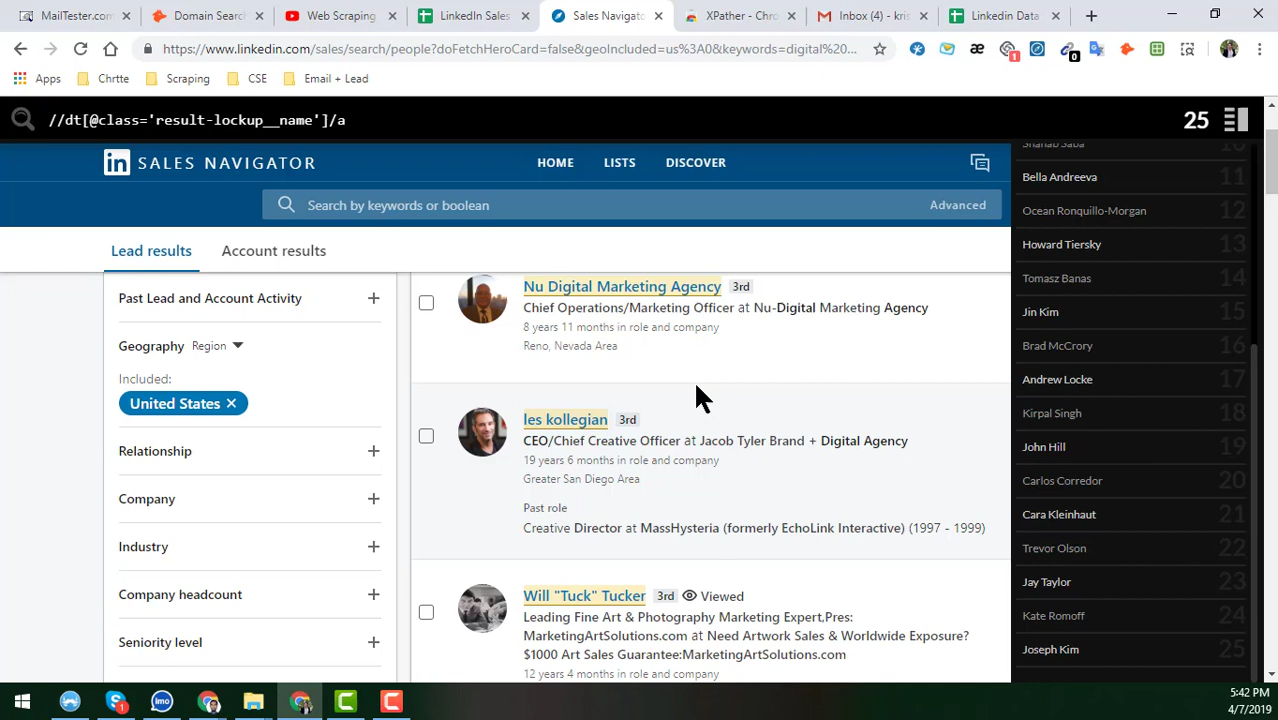 MailTester.com
Domain Searc
Web Scraping
LinkedIn Sales
Sales Navigato
XPather - Chro
Inbox (4) - kris
Linkedin Data
https://www.linkedin.com/sales/search/people?doFetchHeroCard=false&geoIncluded=us%3A0&keywords=digital%20...
1
0
Apps
Chrtte
Scraping
CSE
Email + Lead
//dt[@class='result-lockup__name']/a
25
in SALES NAVIGATOR
HOME
LISTS
DISCOVER
Search by keywords or boolean
Advanced
Lead results
Account results
Past Lead and Account Activity
Geography Region
Included:
United States
Relationship
Company
Industry
Company headcount
Seniority level
Nu Digital Marketing Agency 3rd
Chief Operations/Marketing Officer at Nu-Digital Marketing Agency
8 years 11 months in role and company
Reno, Nevada Area
les kollegian 3rd
CEO/Chief Creative Officer at Jacob Tyler Brand + Digital Agency
19 years 6 months in role and company
Greater San Diego Area
Past role
Creative Director at MassHysteria (formerly EchoLink Interactive) (1997 - 1999)
Will "Tuck" Tucker 3rd Viewed
Leading Fine Art & Photography Marketing Expert,Pres:
MarketingArtSolutions.com at Need Artwork Sales & Worldwide Exposure?
$1000 Art Sales Guarantee:MarketingArtSolutions.com
12 years 4 months in role and company
Bella Andreeva 11
Ocean Ronquillo-Morgan 12
Howard Tiersky 13
Tomasz Banas 14
Jin Kim 15
Brad McCrory 16
Andrew Locke 17
Kirpal Singh 18
John Hill 19
Carlos Corredor 20
Cara Kleinhaut 21
Trevor Olson 22
Jay Taylor 23
Kate Romoff 24
Joseph Kim 25
5:42 PM
4/7/2019